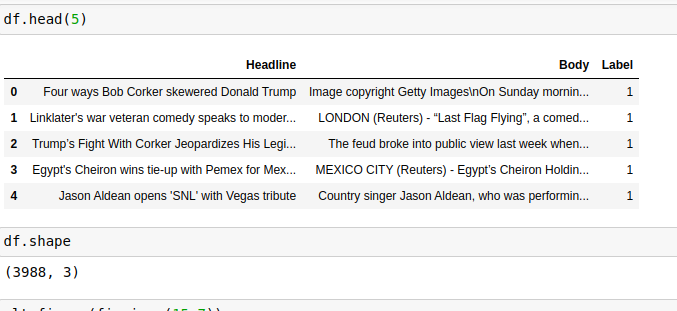 df.head(5)
Headline Body Label
0 Four ways Bob Corker skewered Donald Trump Image copyright Getty Images\nOn Sunday mornin... 1
1 Linklater's war veteran comedy speaks to moder... LONDON (Reuters) - “Last Flag Flying”, a comed... 1
2 Trump’s Fight With Corker Jeopardizes His Legi... The feud broke into public view last week when... 1
3 Egypt's Cheiron wins tie-up with Pemex for Mex... MEXICO CITY (Reuters) - Egypt’s Cheiron Holdin... 1
4 Jason Aldean opens 'SNL' with Vegas tribute Country singer Jason Aldean, who was performin... 1
df.shape
(3988, 3)